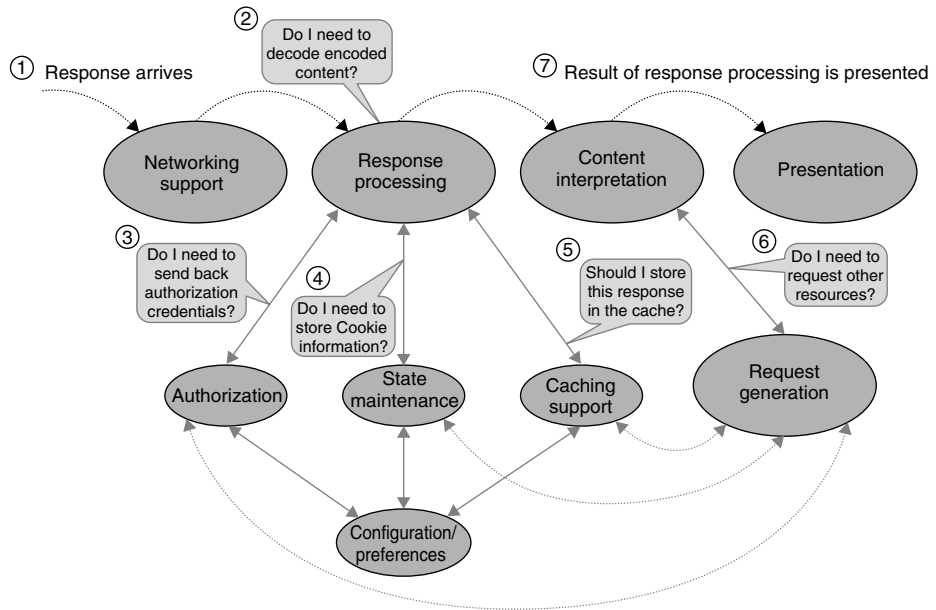 ① Response arrives
②
Do I need to
decode encoded
content?
⑦ Result of response processing is presented
Networking
support
Response
processing
Content
interpretation
Presentation
③
Do I need to
send back
authorization
credentials?
④
Do I need to
store Cookie
information?
⑤
Should I store
this response
in the cache?
⑥
Do I need to
request other
resources?
Authorization
State
maintenance
Caching
support
Request
generation
Configuration/
preferences